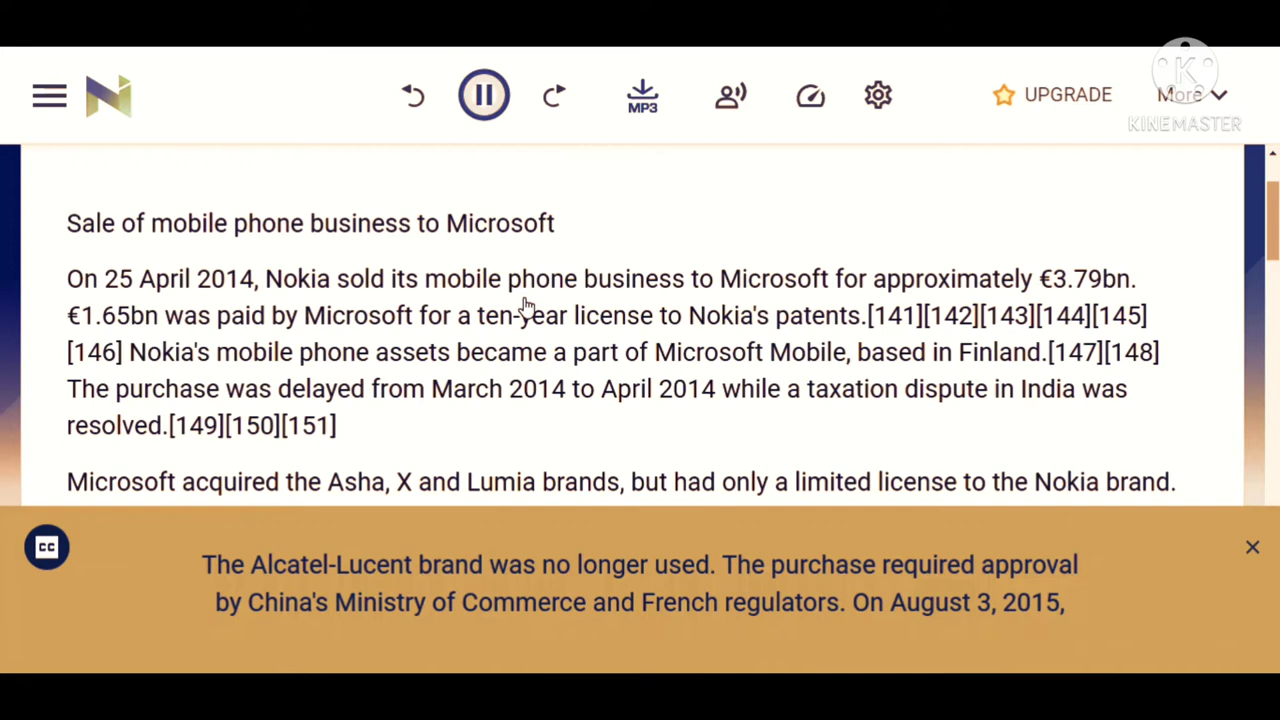 MP3
UPGRADE
More
KINEMASTER
Sale of mobile phone business to Microsoft
On 25 April 2014, Nokia sold its mobile phone business to Microsoft for approximately €3.79bn.
€1.65bn was paid by Microsoft for a ten-year license to Nokia's patents.[141][142][143][144][145]
[146] Nokia's mobile phone assets became a part of Microsoft Mobile, based in Finland.[147][148]
The purchase was delayed from March 2014 to April 2014 while a taxation dispute in India was
resolved.[149][150][151]
Microsoft acquired the Asha, X and Lumia brands, but had only a limited license to the Nokia brand.
CC
The Alcatel-Lucent brand was no longer used. The purchase required approval
by China's Ministry of Commerce and French regulators. On August 3, 2015,